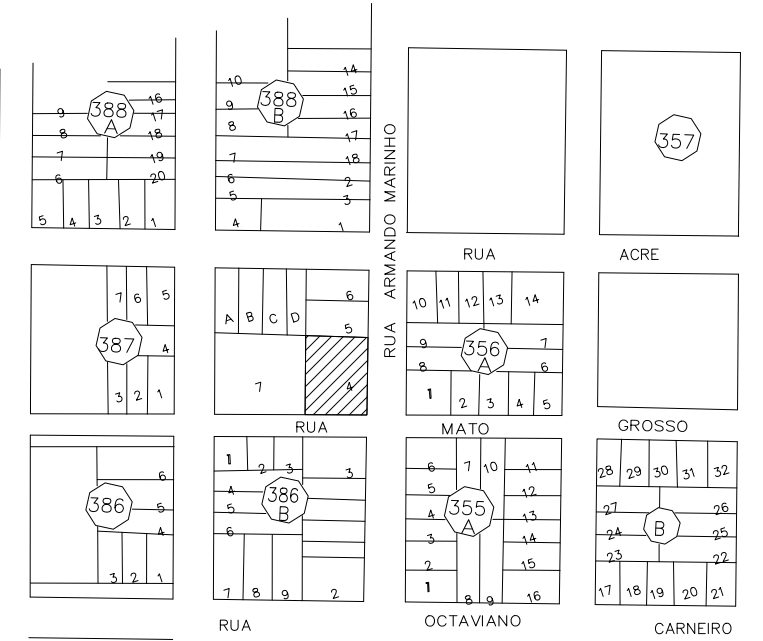 388 A
16
9 17
8 18
7 19
6 20
5 4 3 2 1
388 B
10 14
15
9 16
8 17
7 18
6 2
5 3
4 1
RUA ARMANDO MARINHO
357
RUA ACRE
387
7 6 5
4
3 2 1
A B C D
6
5
7 4
356 A
10 11 12 13 14
9 7
8 6
1 2 3 4 5
RUA MATO GROSSO
386
6
5
4
3 2 1
386 B
1 2 3 3
4
5
6
7 8 9 2
355 A
6 7 10 11
5 12
4 13
3 14
2 15
1 8 9 16
B
28 29 30 31 32
27 26
24 25
23 22
17 18 19 20 21
RUA OCTAVIANO CARNEIRO